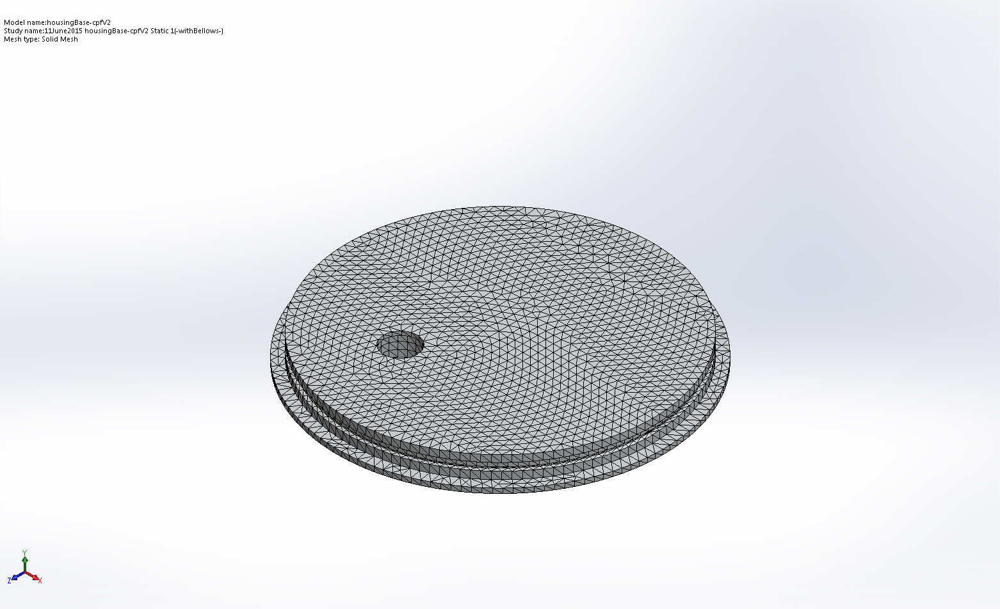 Model name:housingBase-cpfV2
Study name:11June2015 housingBase-cpfV2 Static 1(-withBellows-)
Mesh type: Solid Mesh
Y
Z
X